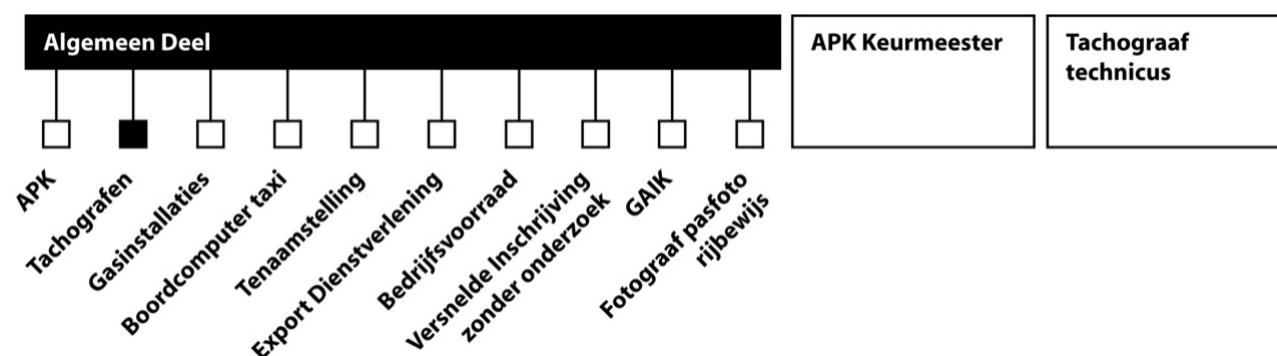 Algemeen Deel
APK Keurmeester
Tachograaf
technicus
APK
Tachografen
Gasinstallaties
Boordcomputer taxi
Tenaamstelling
Export Dienstverlening
Bedrijfsvoorraad
Versnelde Inschrijving
zonder onderzoek
GAIK
Fotograaf pasfoto
rijbewijs